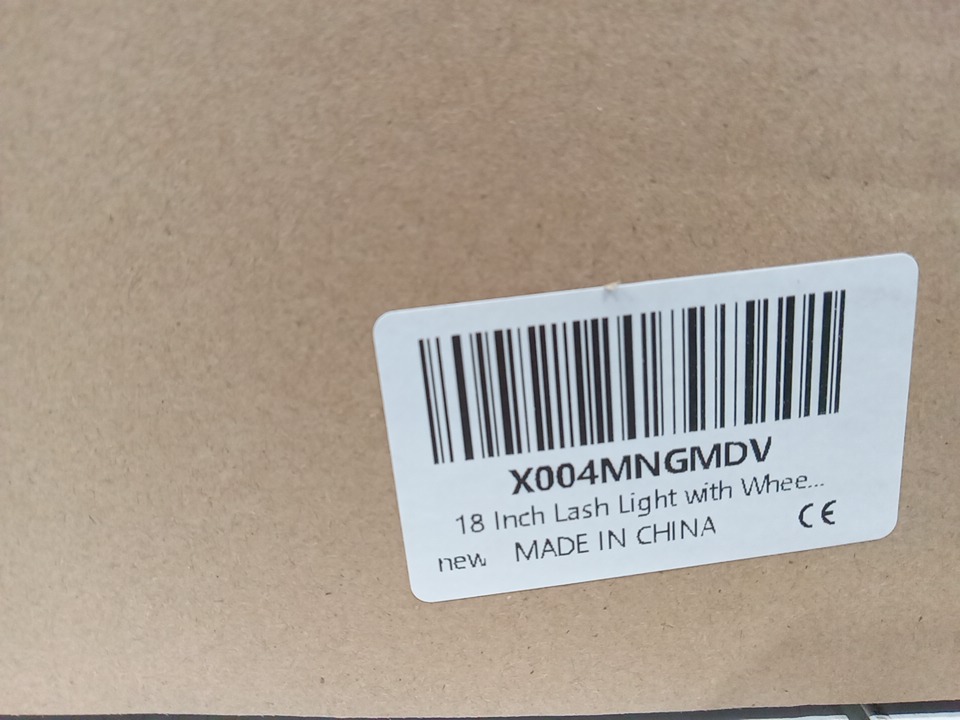 X004MNGMDV
18 Inch Lash Light with Whee...
new MADE IN CHINA CE